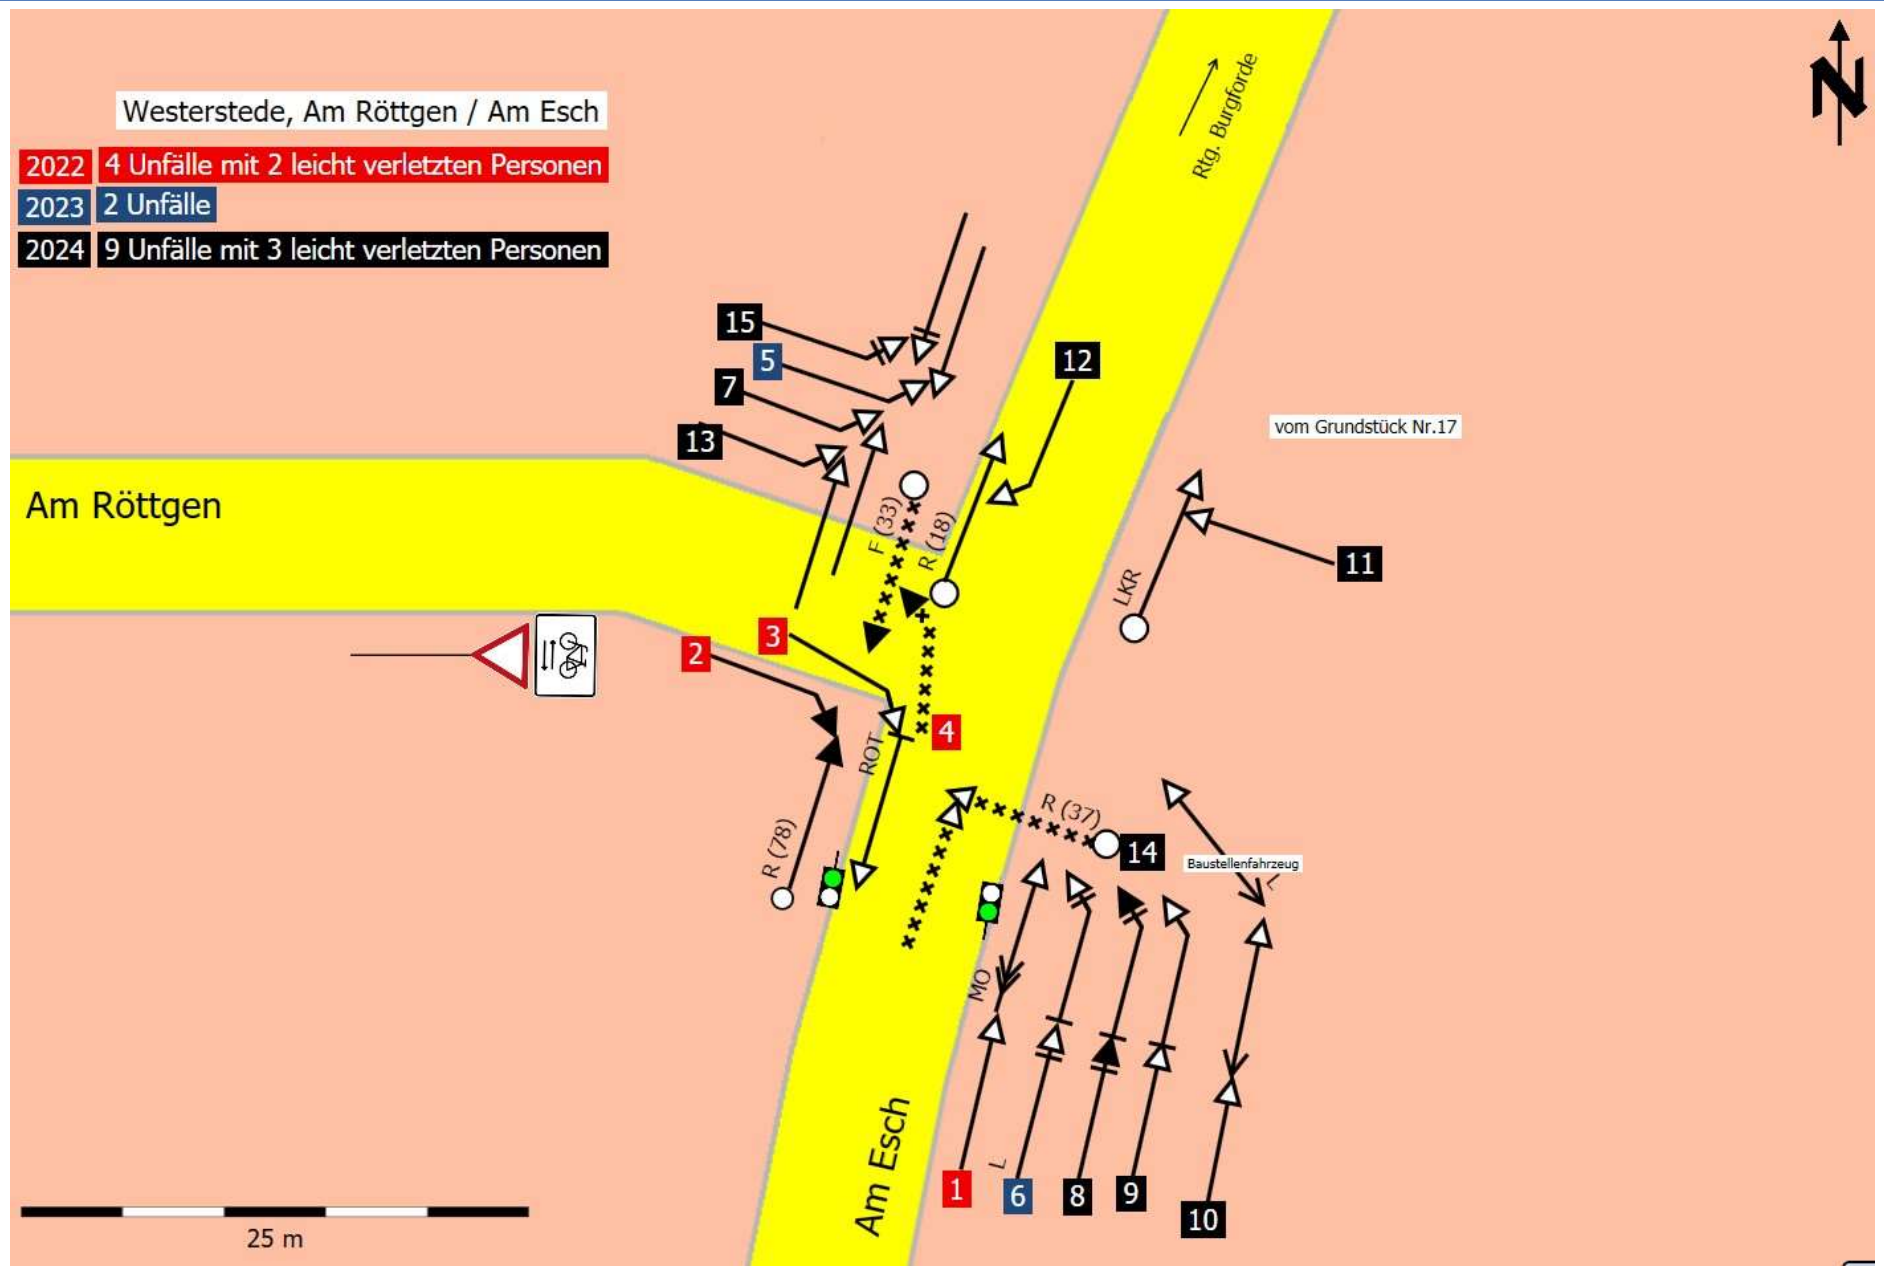 Westerstede, Am Röttgen / Am Esch
2022 4 Unfälle mit 2 leicht verletzten Personen
2023 2 Unfälle
2024 9 Unfälle mit 3 leicht verletzten Personen
N
Rtg. Burgforde
15
5
7
13
12
vom Grundstück Nr.17
Am Röttgen
F (33)
R (18)
11
LKR
3
2
4
ROT
R (78)
R (37)
14
Baustellenfahrzeug
L
MO
Am Esch
L
1
6
8
9
10
25 m